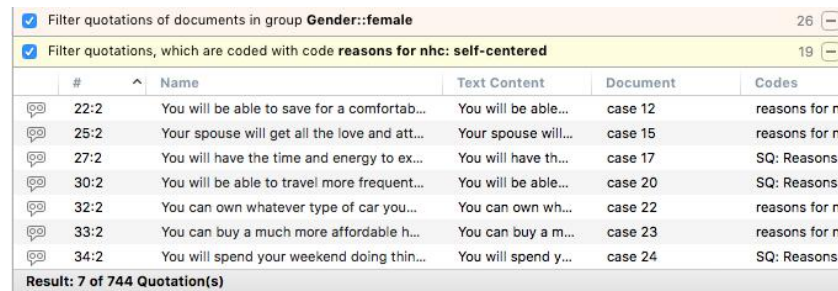 Filter quotations of documents in group Gender::female 26
Filter quotations, which are coded with code reasons for nhc: self-centered 19
# Name Text Content Document Codes
22:2 You will be able to save for a comfortab... You will be able... case 12 reasons for n
25:2 Your spouse will get all the love and att... Your spouse will... case 15 reasons for n
27:2 You will have the time and energy to ex... You will have th... case 17 SQ: Reasons
30:2 You will be able to travel more frequent... You will be able... case 20 SQ: Reasons
32:2 You can own whatever type of car you... You can own wh... case 22 reasons for n
33:2 You can buy a much more affordable h... You can buy a m... case 23 reasons for n
34:2 You will spend your weekend doing thin... You will spend y... case 24 SQ: Reasons
Result: 7 of 744 Quotation(s)